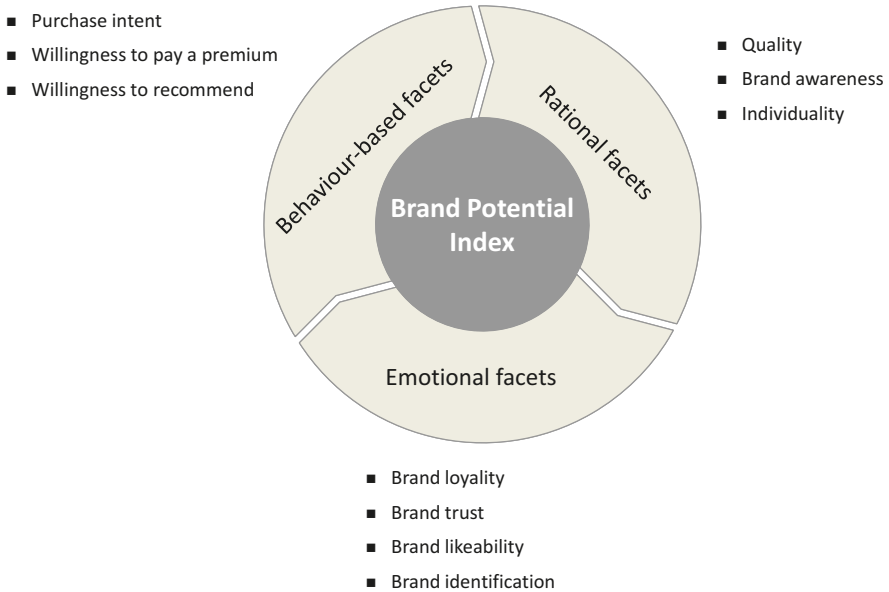 ■ Purchase intent
■ Willingness to pay a premium
■ Willingness to recommend
Behaviour-based facets
Rational facets
■ Quality
■ Brand awareness
■ Individuality
Brand Potential
Index
Emotional facets
■ Brand loyality
■ Brand trust
■ Brand likeability
■ Brand identification